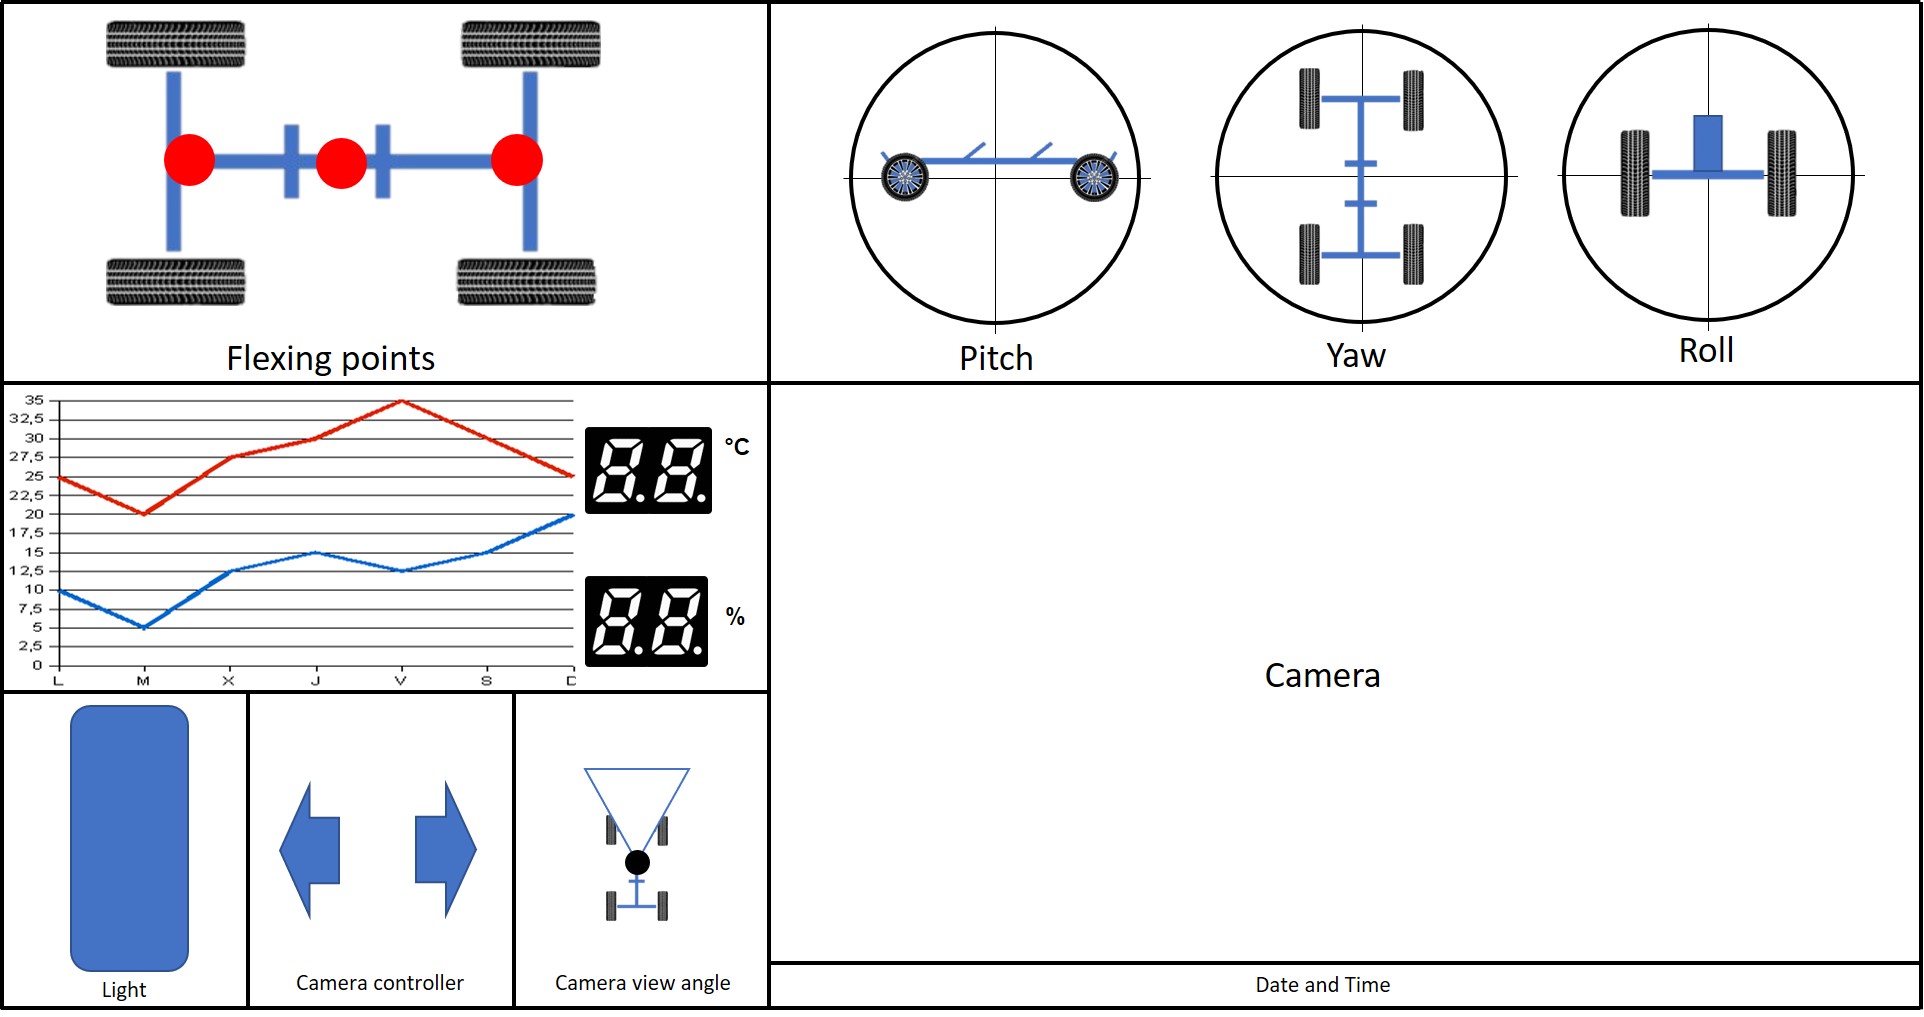 Flexing points
Pitch
Yaw
Roll
35
32,5
30
27,5
25
22,5
20
17,5
15
12,5
10
7,5
5
2,5
0
L M X J V S D
8.8. °C
8.8. %
Camera
Light
Camera controller
Camera view angle
Date and Time